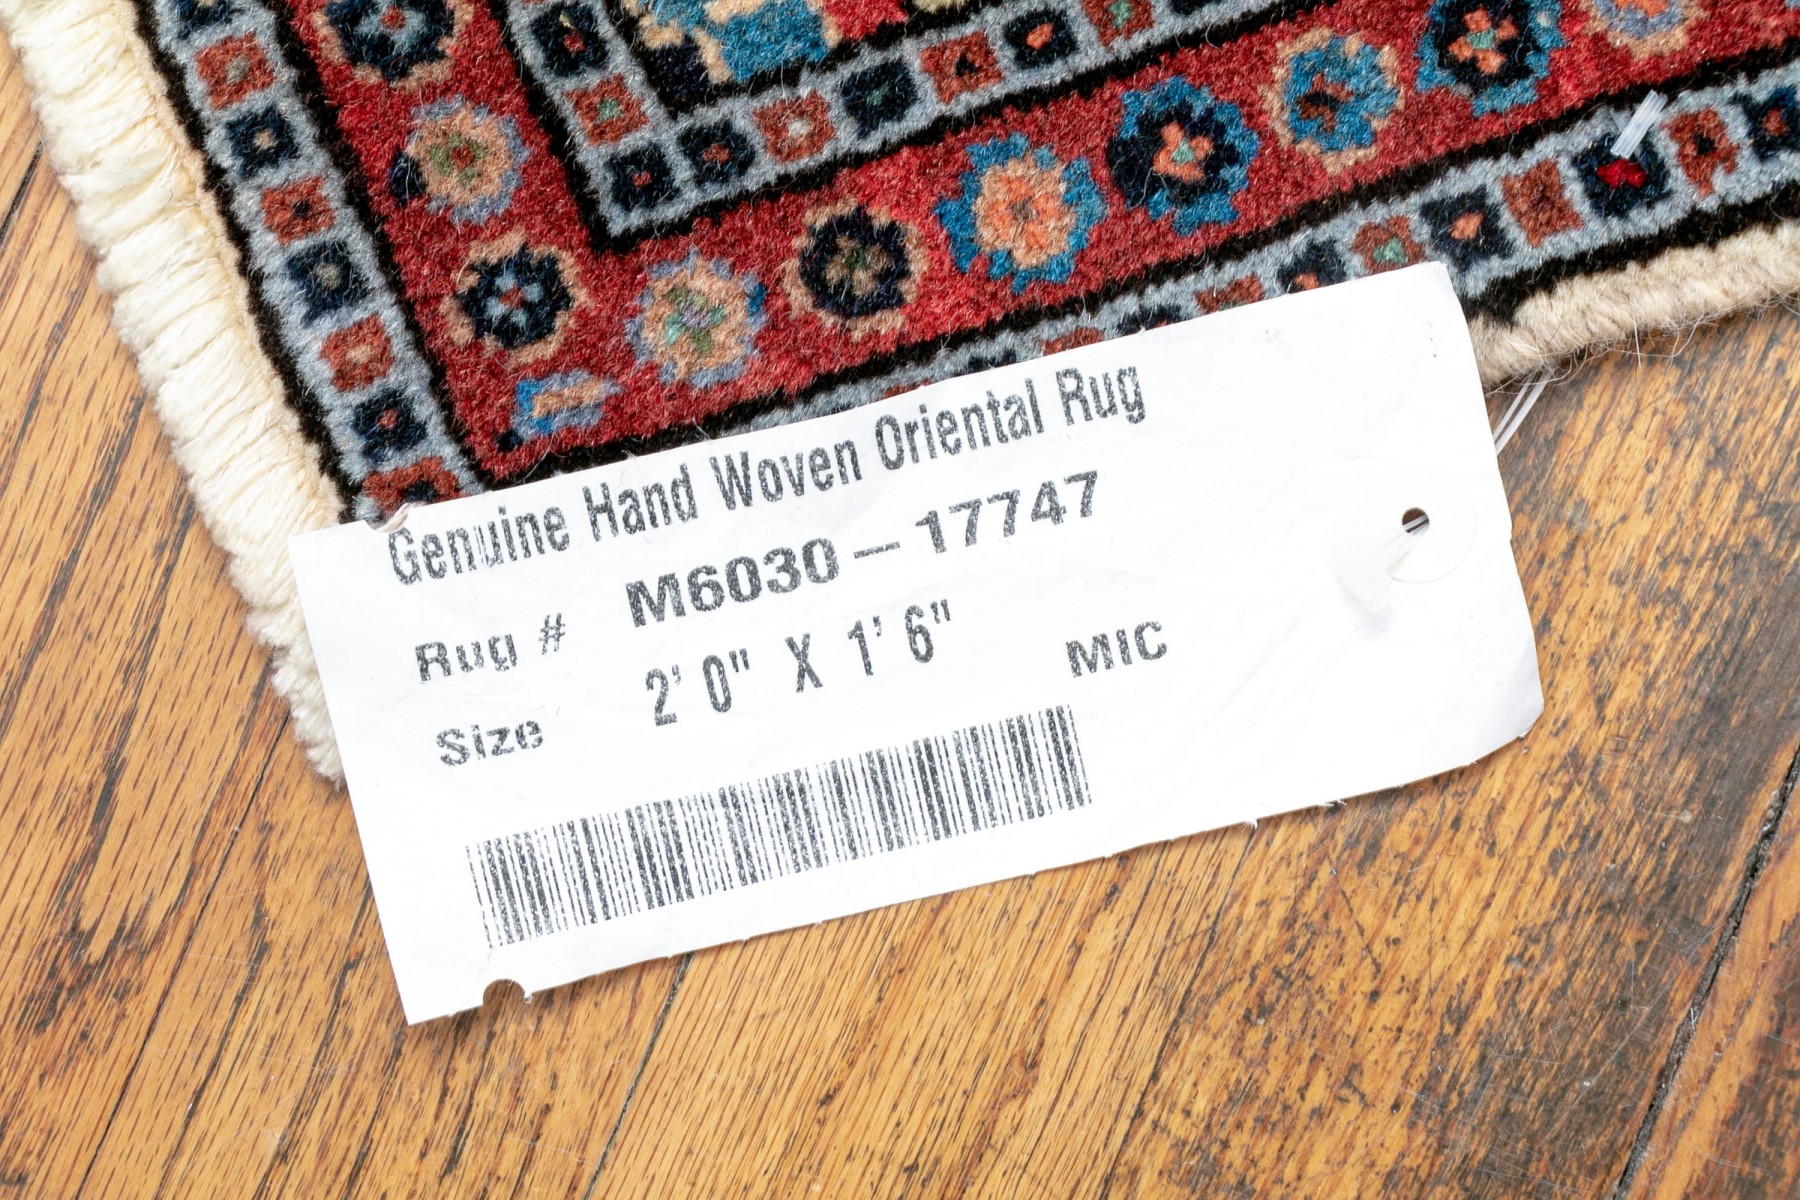 Genuine Hand Woven Oriental Rug
Rug # M6030-17747
Size 2' 0" X 1' 6" MIC